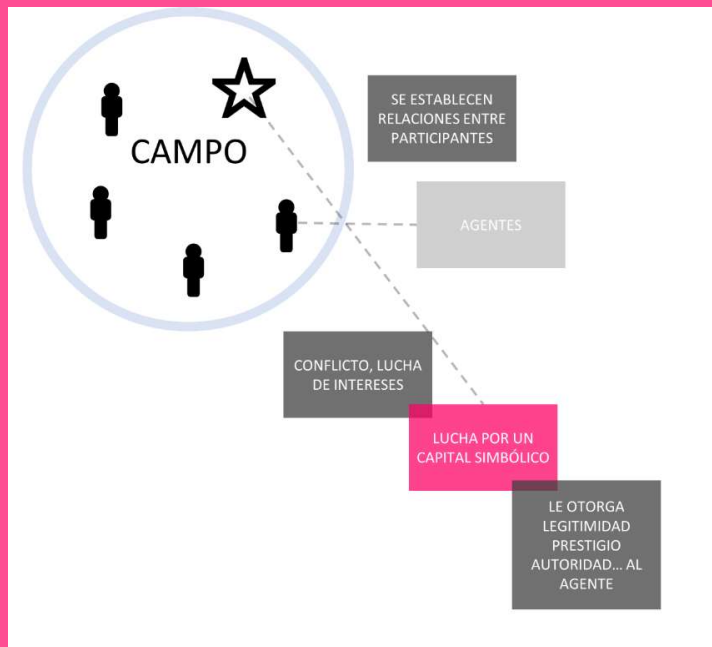 SE ESTABLECEN
RELACIONES ENTRE
PARTICIPANTES
CAMPO
AGENTES
CONFLICTO, LUCHA
DE INTERESES
LUCHA POR UN
CAPITAL SIMBÓLICO
LE OTORGA
LEGITIMIDAD
PRESTIGIO
AUTORIDAD... AL
AGENTE